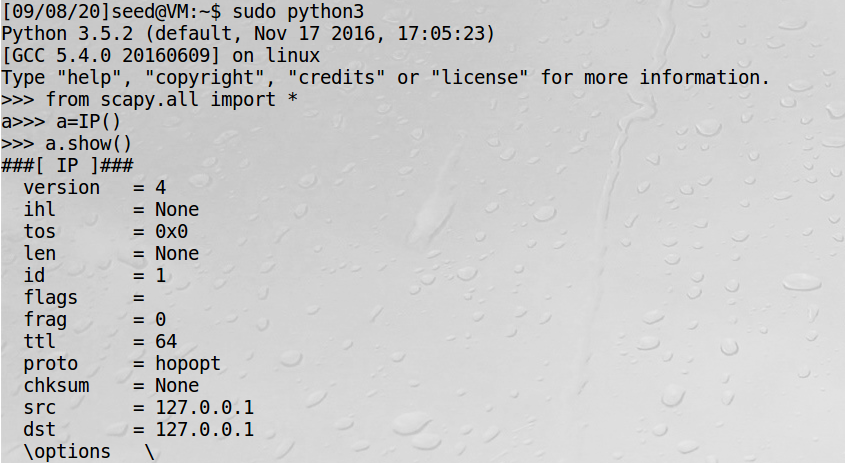 [09/08/20]seed@VM:~$ sudo python3
Python 3.5.2 (default, Nov 17 2016, 17:05:23)
[GCC 5.4.0 20160609] on linux
Type "help", "copyright", "credits" or "license" for more information.
>>> from scapy.all import *
a>>> a=IP()
>>> a.show()
###[ IP ]###
  version   = 4
  ihl       = None
  tos       = 0x0
  len       = None
  id        = 1
  flags     =
  frag      = 0
  ttl       = 64
  proto     = hopopt
  chksum    = None
  src       = 127.0.0.1
  dst       = 127.0.0.1
  \options   \